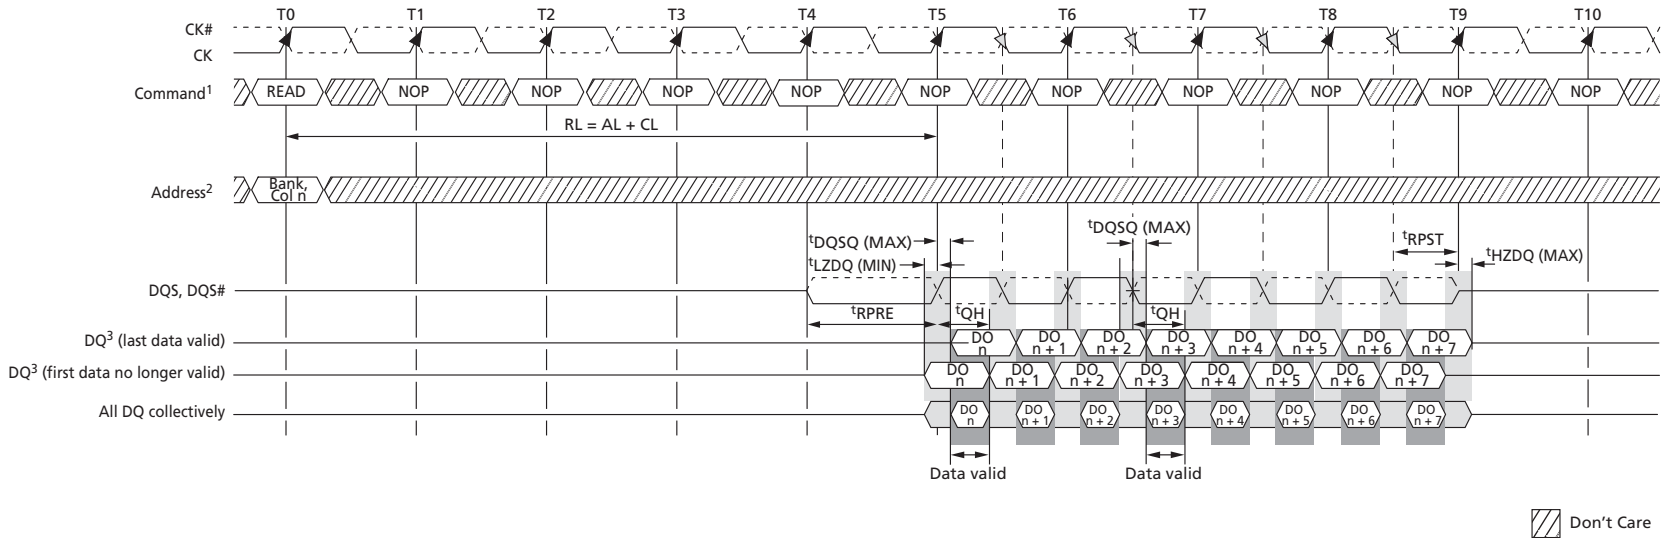 T0 T1 T2 T3 T4 T5 T6 T7 T8 T9 T10
CK#
CK
Command1 READ NOP NOP NOP NOP NOP NOP NOP NOP NOP NOP
RL = AL + CL
Address2 Bank,
Col n
tDQSQ (MAX) tDQSQ (MAX) tRPST
tLZDQ (MIN) tHZDQ (MAX)
DQS, DQS#
tRPRE tQH tQH
DQ3 (last data valid) DO n DO n + 1 DO n + 2 DO n + 3 DO n + 4 DO n + 5 DO n + 6 DO n + 7
DQ3 (first data no longer valid) DO n DO n + 1 DO n + 2 DO n + 3 DO n + 4 DO n + 5 DO n + 6 DO n + 7
All DQ collectively DO n DO n + 1 DO n + 2 DO n + 3 DO n + 4 DO n + 5 DO n + 6 DO n + 7
Data valid Data valid
Don't Care